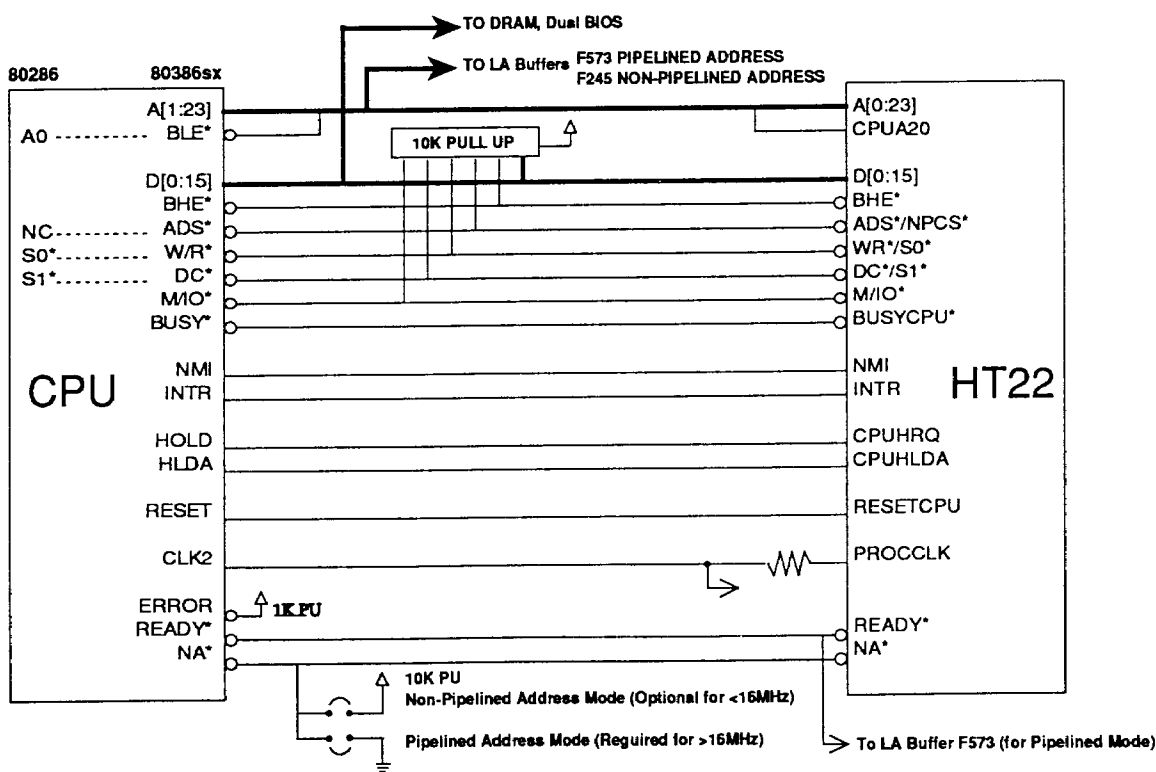 TO DRAM, Dual BIOS
TO LA Buffers F573 PIPELINED ADDRESS
F245 NON-PIPELINED ADDRESS
80286 80386sx
A[1:23]
A0 BLE*
D[0:15]
BHE*
NC ADS*
S0* W/R*
S1* DC*
M/IO*
BUSY*
CPU
NMI
INTR
HOLD
HLDA
RESET
CLK2
ERROR
READY*
NA*
10K PULL UP
1K PU
10K PU
Non-Pipelined Address Mode (Optional for <16MHz)
Pipelined Address Mode (Reguired for >16MHz)
A[0:23]
CPUA20
D[0:15]
BHE*
ADS*/NPCS*
WR*/S0*
DC*/S1*
M/IO*
BUSYCPU*
NMI
INTR
HT22
CPUHRQ
CPUHLDA
RESETCPU
PROCCLK
READY*
NA*
To LA Buffer F573 (for Pipelined Mode)